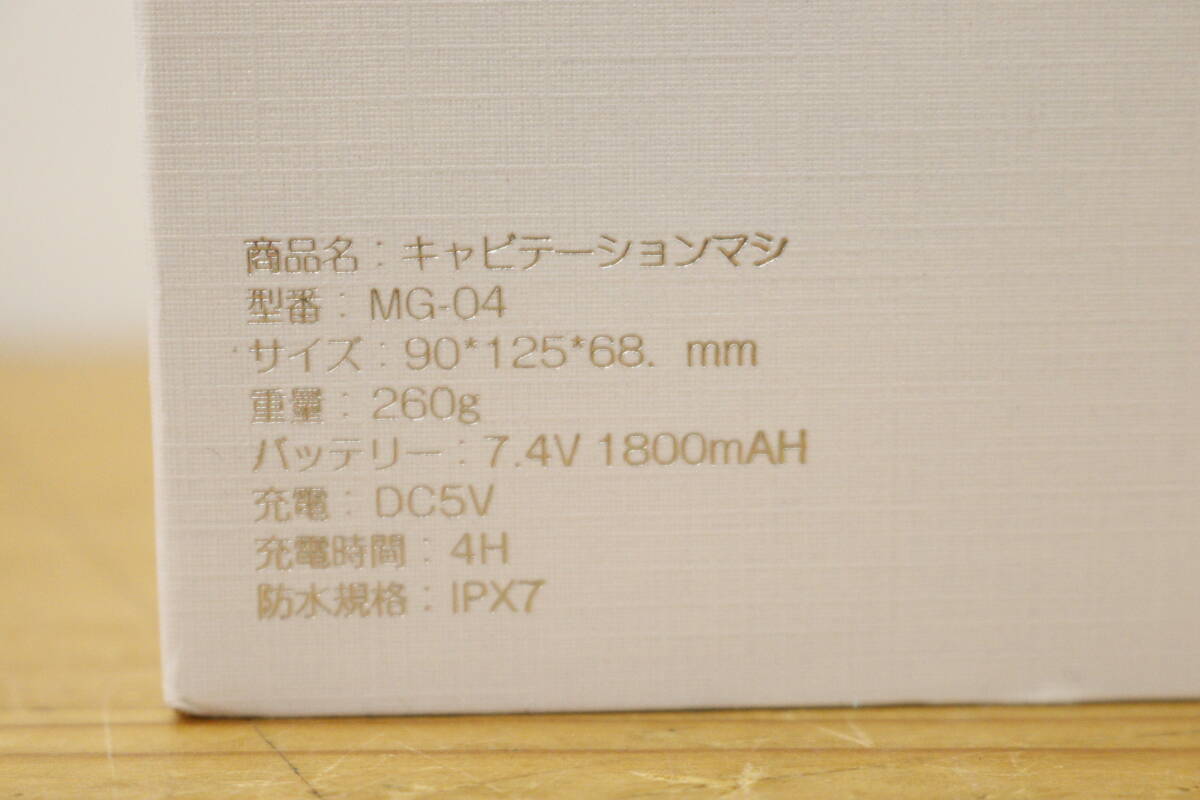 商品名：キャビテーションマシ
型番：MG-04
サイズ：90*125*68. mm
重量：260g
バッテリー：7.4V 1800mAH
充電：DC5V
充電時間：4H
防水規格：IPX7